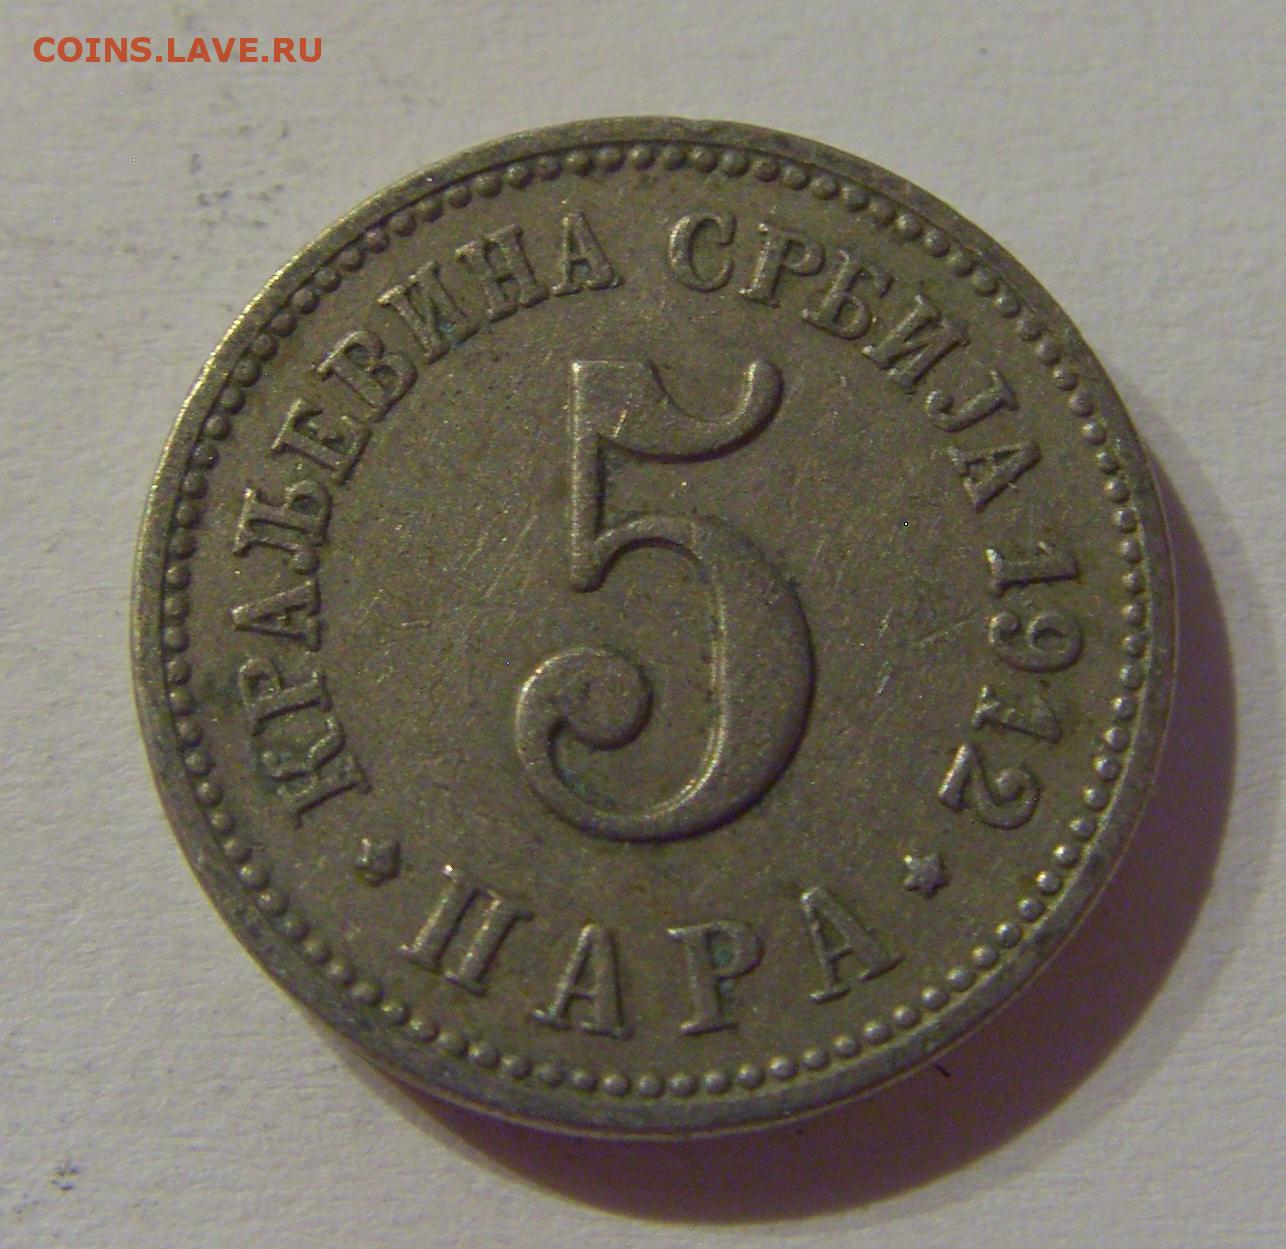 COINS.LAVE.RU
КРАЉЕВИНА СРБИЈА 1912
5
ПАРА